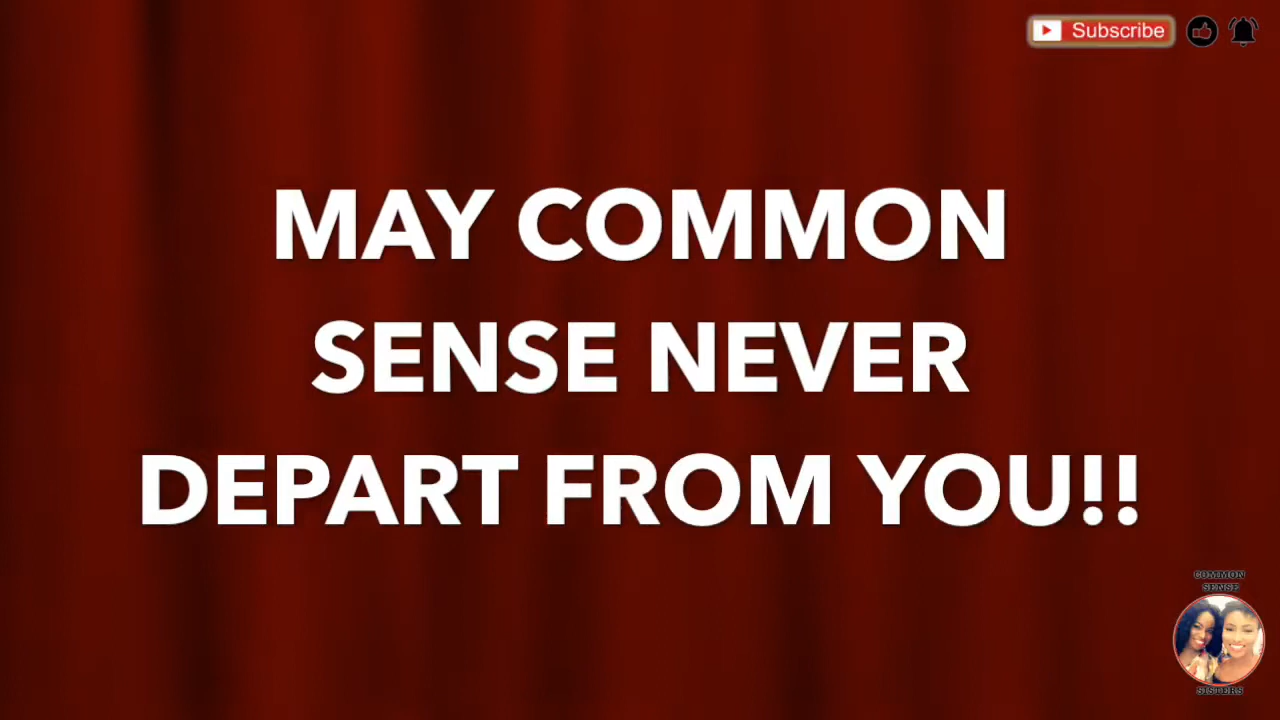 Subscribe
MAY COMMON
SENSE NEVER
DEPART FROM YOU!!
COMMON
SENSE
SISTERS